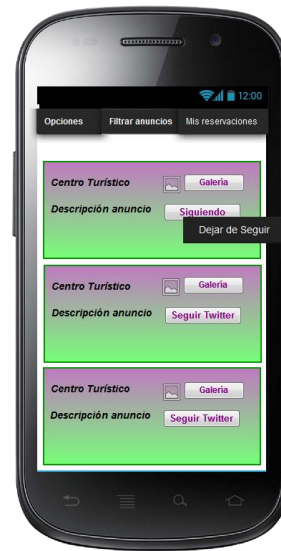 12:00
Opciones Filtrar anuncios Mis reservaciones
Centro Turístico Galería
Descripción anuncio Siguiendo
Dejar de Seguir
Centro Turístico Galería
Descripción anuncio Seguir Twitter
Centro Turístico Galería
Descripción anuncio Seguir Twitter